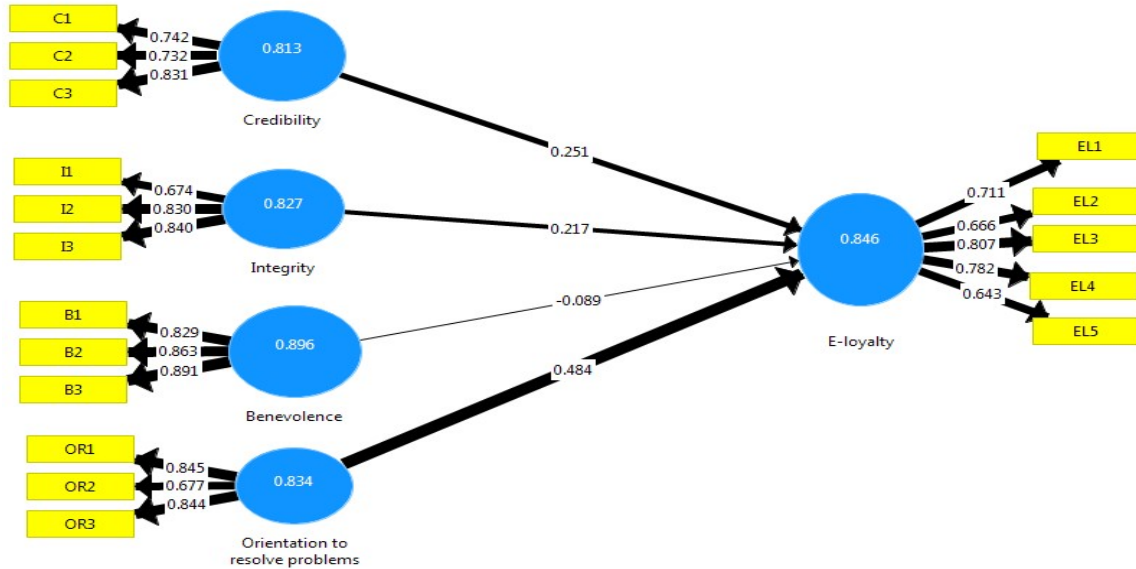 C1
C2
C3
0.742
0.732
0.831
0.813
Credibility
0.251
I1
I2
I3
0.674
0.830
0.840
0.827
Integrity
0.217
B1
B2
B3
0.829
0.863
0.891
0.896
Benevolence
-0.089
OR1
OR2
OR3
0.845
0.677
0.844
0.834
Orientation to
resolve problems
0.484
0.846
E-loyalty
0.711
0.666
0.807
0.782
0.643
EL1
EL2
EL3
EL4
EL5